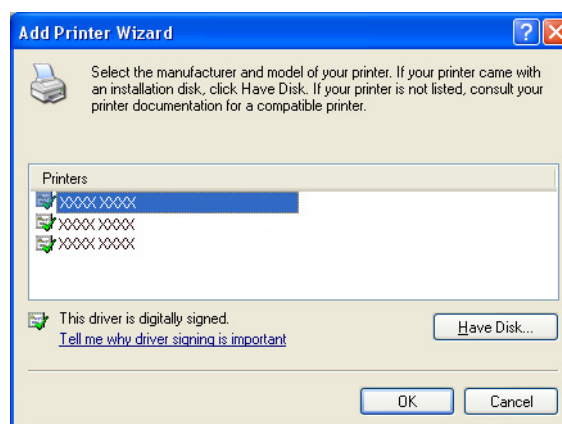 Add Printer Wizard
Select the manufacturer and model of your printer. If your printer came with
an installation disk, click Have Disk. If your printer is not listed, consult your
printer documentation for a compatible printer.
Printers
XXXX XXXX
XXXX XXXX
XXXX XXXX
This driver is digitally signed.
Tell me why driver signing is important
Have Disk...
OK
Cancel